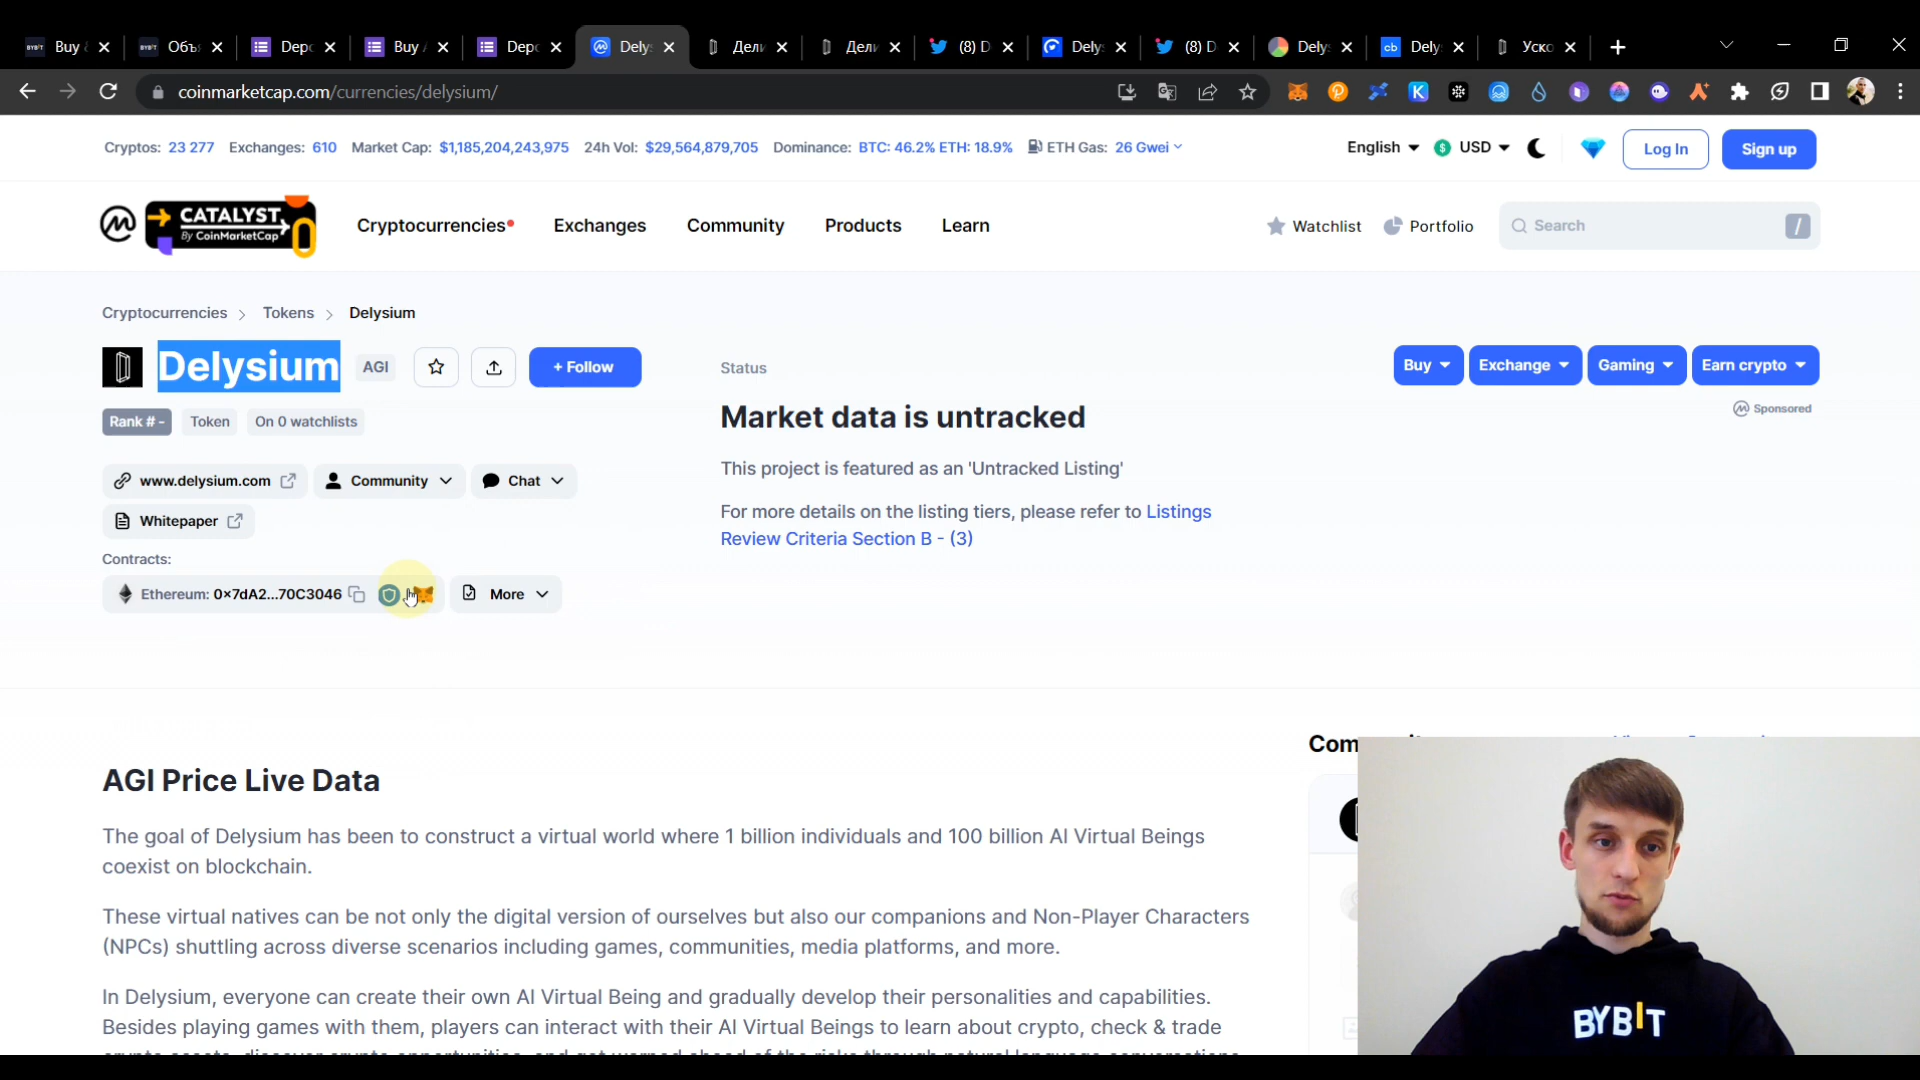 Buy &
Объ
Depo
Buy A
Depo
Dely
Дели
Дели
(8) D
Dely
(8) D
Dely
Dely
Уско
coinmarketcap.com/currencies/delysium/
Cryptos: 23 277 Exchanges: 610 Market Cap: $1,185,204,243,975 24h Vol: $29,564,879,705 Dominance: BTC: 46.2% ETH: 18.9% ETH Gas: 26 Gwei
English USD Log In Sign up
CATALYST
By CoinMarketCap
Cryptocurrencies Exchanges Community Products Learn
Watchlist Portfolio Search /
Cryptocurrencies > Tokens > Delysium
Delysium AGI + Follow
Rank # - Token On 0 watchlists
www.delysium.com Community Chat
Whitepaper
Contracts:
Ethereum: 0x7dA2...70C3046 More
Status
Market data is untracked
This project is featured as an 'Untracked Listing'
For more details on the listing tiers, please refer to Listings
Review Criteria Section B - (3)
Buy Exchange Gaming Earn crypto
Sponsored
AGI Price Live Data
The goal of Delysium has been to construct a virtual world where 1 billion individuals and 100 billion AI Virtual Beings
coexist on blockchain.
These virtual natives can be not only the digital version of ourselves but also our companions and Non-Player Characters
(NPCs) shuttling across diverse scenarios including games, communities, media platforms, and more.
In Delysium, everyone can create their own AI Virtual Being and gradually develop their personalities and capabilities.
Besides playing games with them, players can interact with their AI Virtual Beings to learn about crypto, check & trade
Com
BYBIT